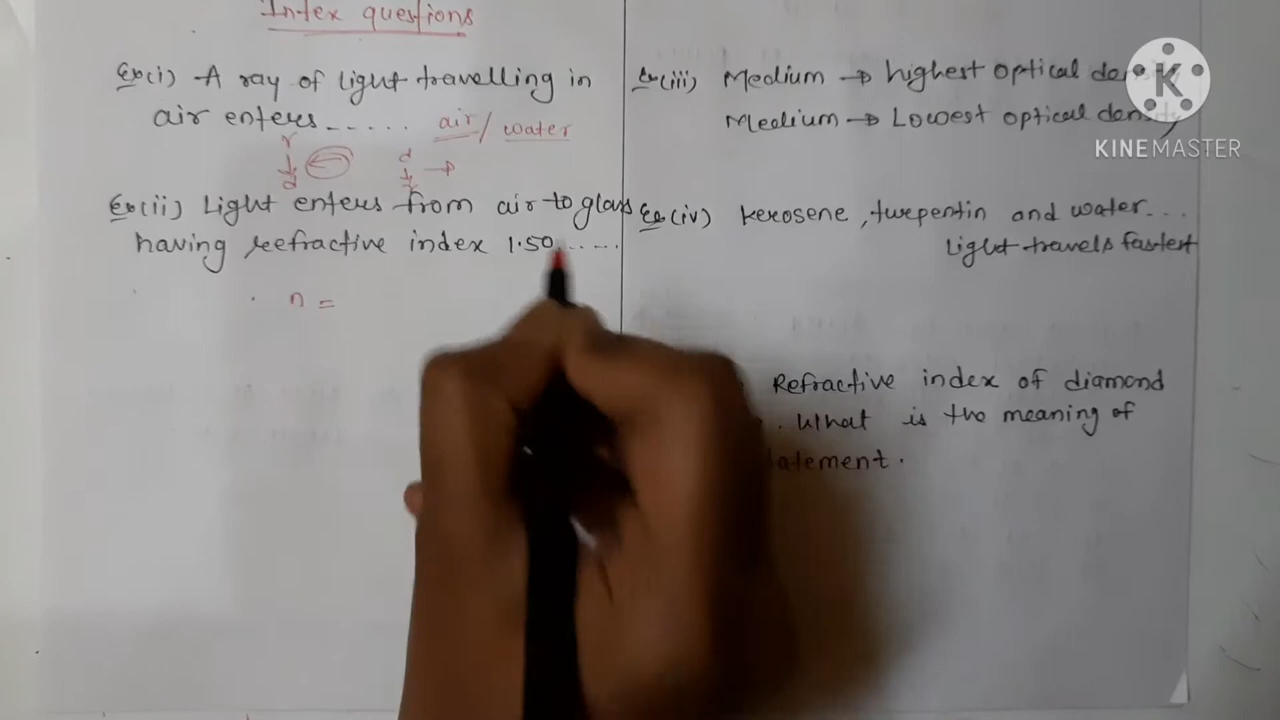 Intex questions
Ex(i) A ray of light travelling in
air enters...... air / water
r
d
d
r
Ex(ii) Light enters from air to glass
having refractive index 1.50.....
n =
Ex(iii) Medium → highest optical density
Medium → Lowest optical density
Ex(iv) kerosene, turpentin and water...
Light travels fastest
Refractive index of diamond
What is the meaning of
atement.
K
KINEMASTER